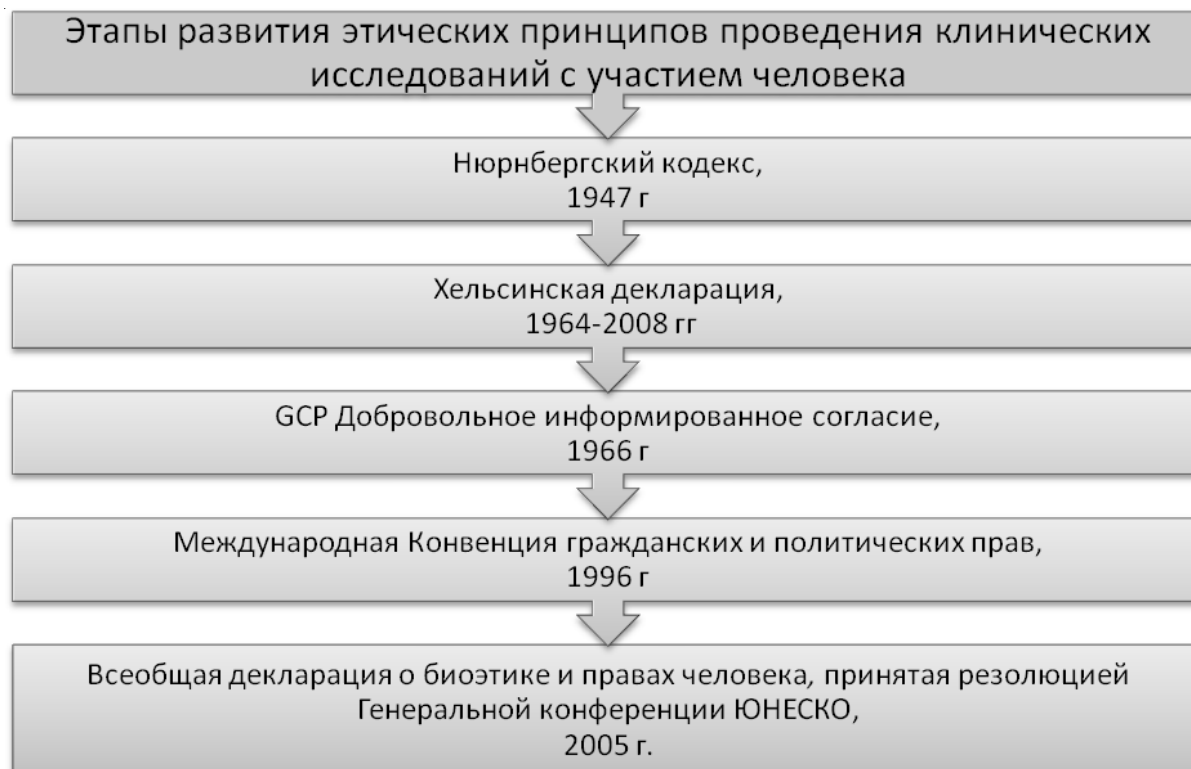 Этапы развития этических принципов проведения клинических
исследований с участием человека
Нюрнбергский кодекс,
1947 г
Хельсинская декларация,
1964-2008 гг
GCP Добровольное информированное согласие,
1966 г
Международная Конвенция гражданских и политических прав,
1996 г
Всеобщая декларация о биоэтике и правах человека, принятая резолюцией
Генеральной конференции ЮНЕСКО,
2005 г.